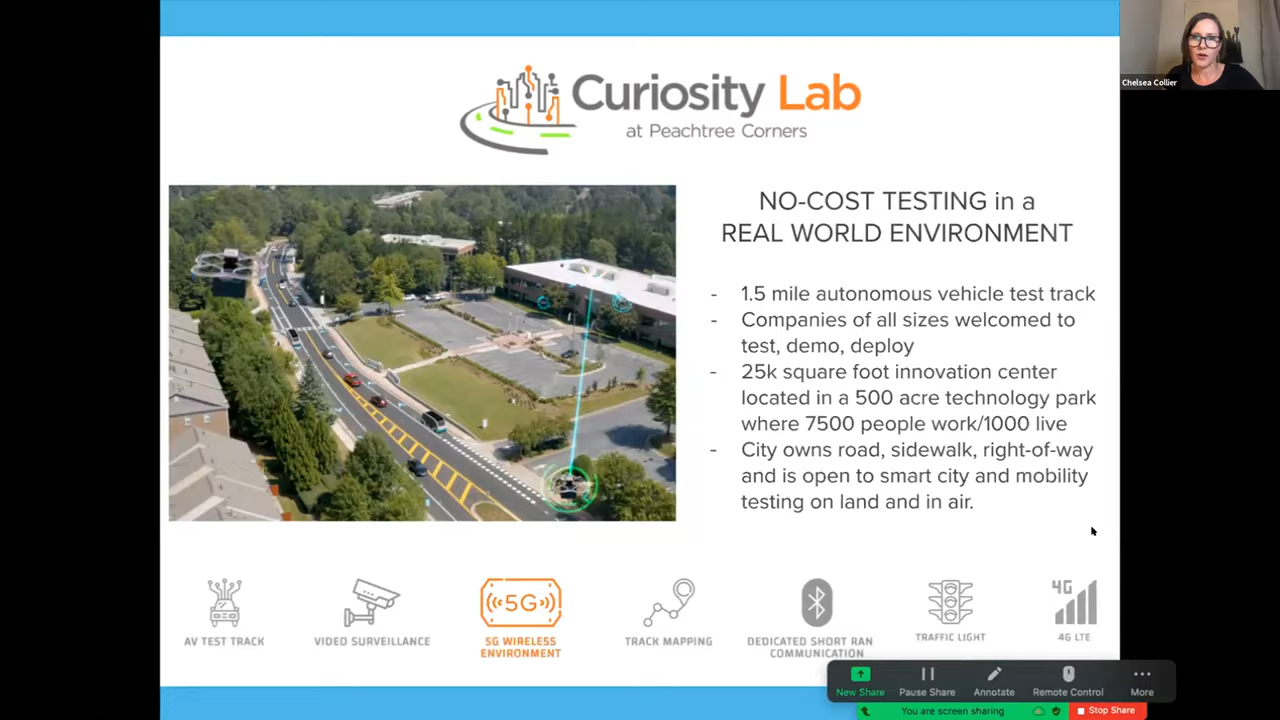 Chelsea Collier
Curiosity Lab
at Peachtree Corners
NO-COST TESTING in a
REAL WORLD ENVIRONMENT
- 1.5 mile autonomous vehicle test track
- Companies of all sizes welcomed to
test, demo, deploy
- 25k square foot innovation center
located in a 500 acre technology park
where 7500 people work/1000 live
- City owns road, sidewalk, right-of-way
and is open to smart city and mobility
testing on land and in air.
5G
4G
AV TEST TRACK
VIDEO SURVEILLANCE
5G WIRELESS
ENVIRONMENT
TRACK MAPPING
DEDICATED SHORT RAN
COMMUNICATION
TRAFFIC LIGHT
4G LTE
New Share
Pause Share
Annotate
Remote Control
More
You are screen sharing
Stop Share